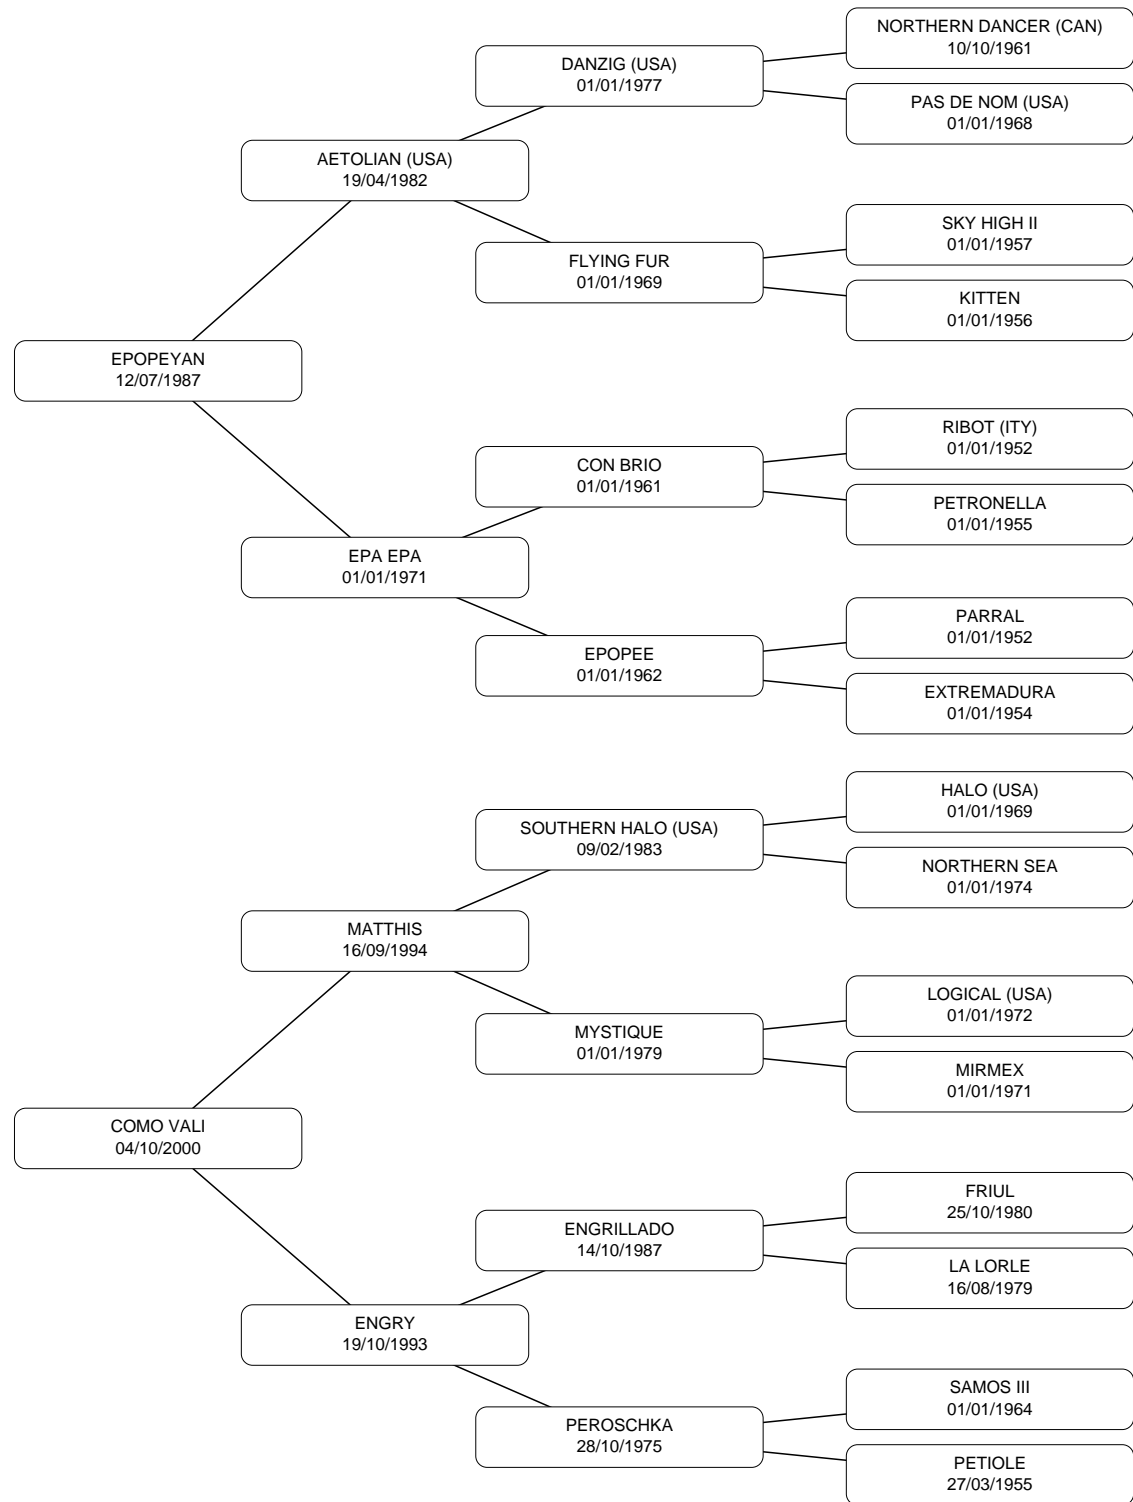 NORTHERN DANCER (CAN)
10/10/1961
DANZIG (USA)
01/01/1977
PAS DE NOM (USA)
01/01/1968
AETOLIAN (USA)
19/04/1982
SKY HIGH II
01/01/1957
FLYING FUR
01/01/1969
KITTEN
01/01/1956
EPOPEYAN
12/07/1987
RIBOT (ITY)
01/01/1952
CON BRIO
01/01/1961
PETRONELLA
01/01/1955
EPA EPA
01/01/1971
PARRAL
01/01/1952
EPOPEE
01/01/1962
EXTREMADURA
01/01/1954
HALO (USA)
01/01/1969
SOUTHERN HALO (USA)
09/02/1983
NORTHERN SEA
01/01/1974
MATTHIS
16/09/1994
LOGICAL (USA)
01/01/1972
MYSTIQUE
01/01/1979
MIRMEX
01/01/1971
COMO VALI
04/10/2000
FRIUL
25/10/1980
ENGRILLADO
14/10/1987
LA LORLE
16/08/1979
ENGRY
19/10/1993
SAMOS III
01/01/1964
PEROSCHKA
28/10/1975
PETIOLE
27/03/1955